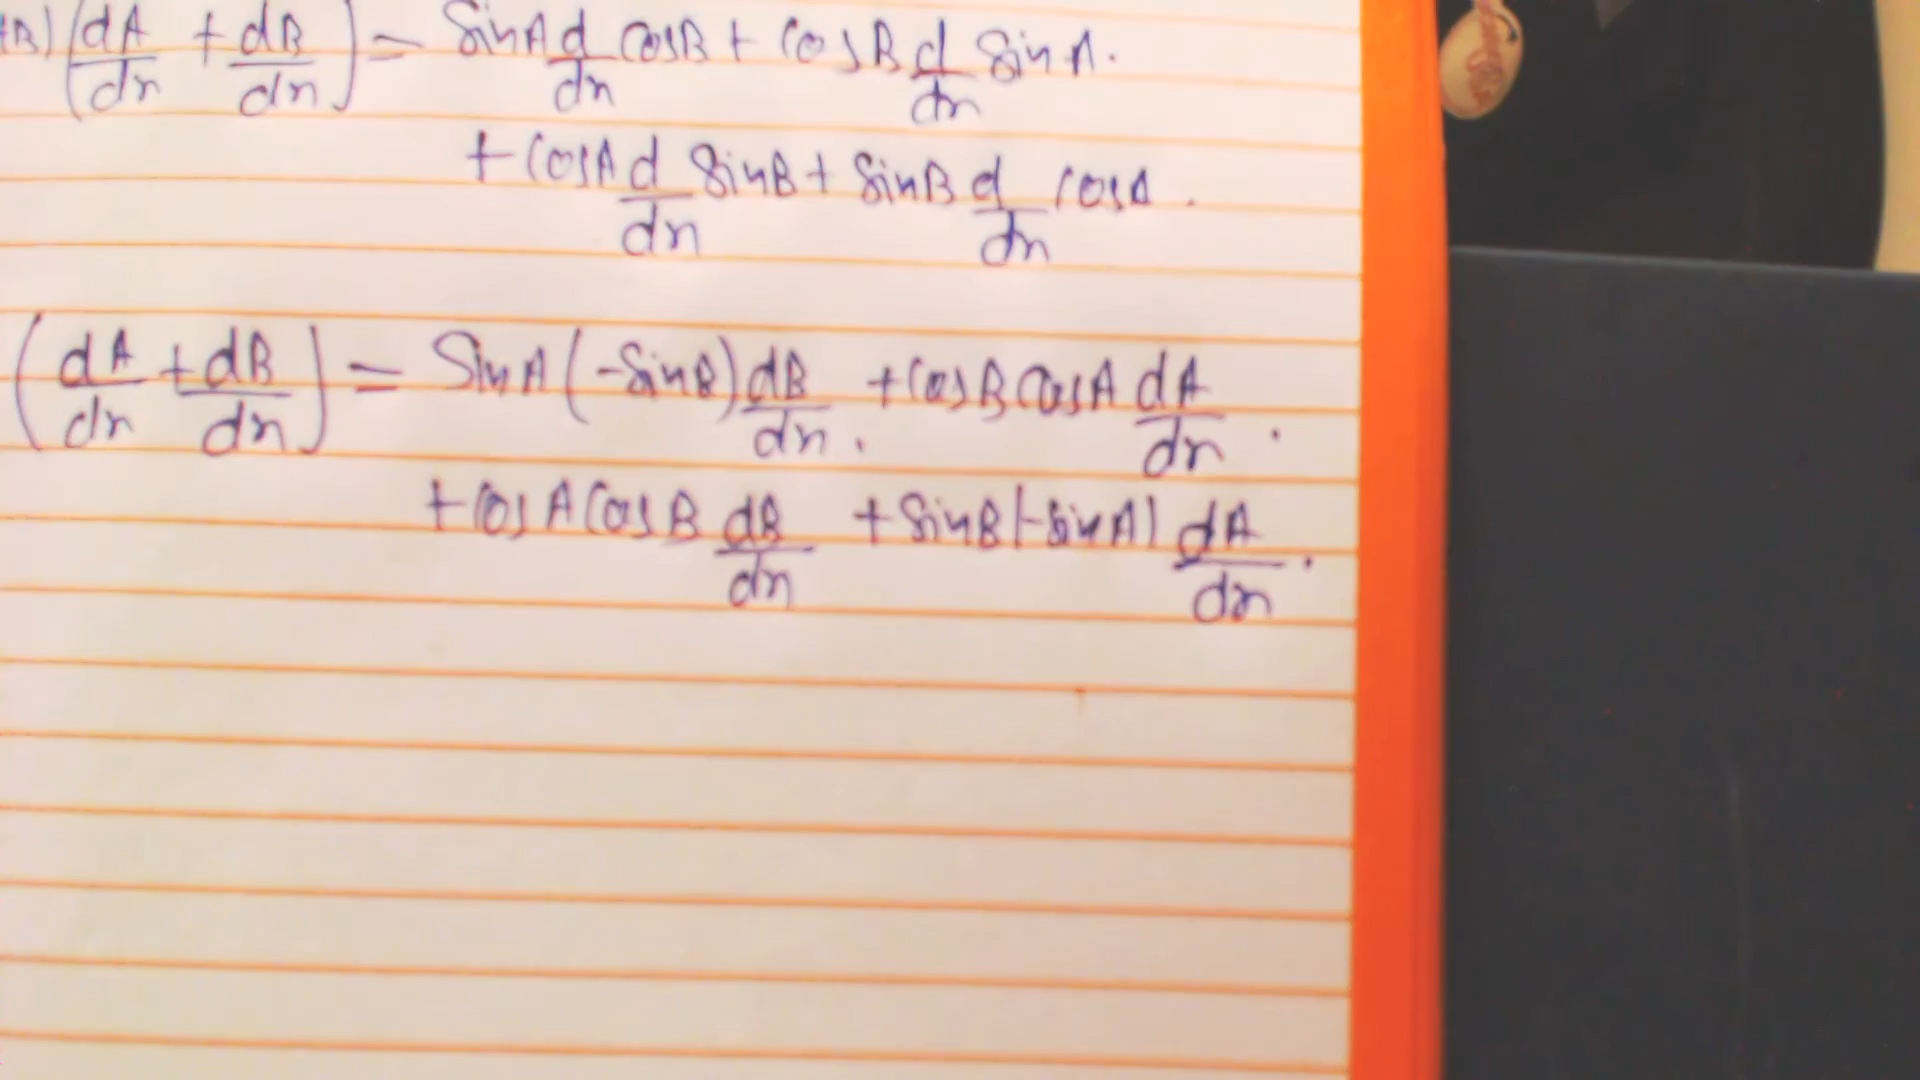 +B) (dA/dx + dB/dx) = SinA d/dx CosB + CosB d/dx SinA.
+ CosA d/dx SinB + SinB d/dx CosA.
(dA/dx + dB/dx) = SinA (-SinB) dB/dx. + CosB CosA dA/dx.
+ CosA CosB dB/dx + SinB (-SinA) dA/dx.